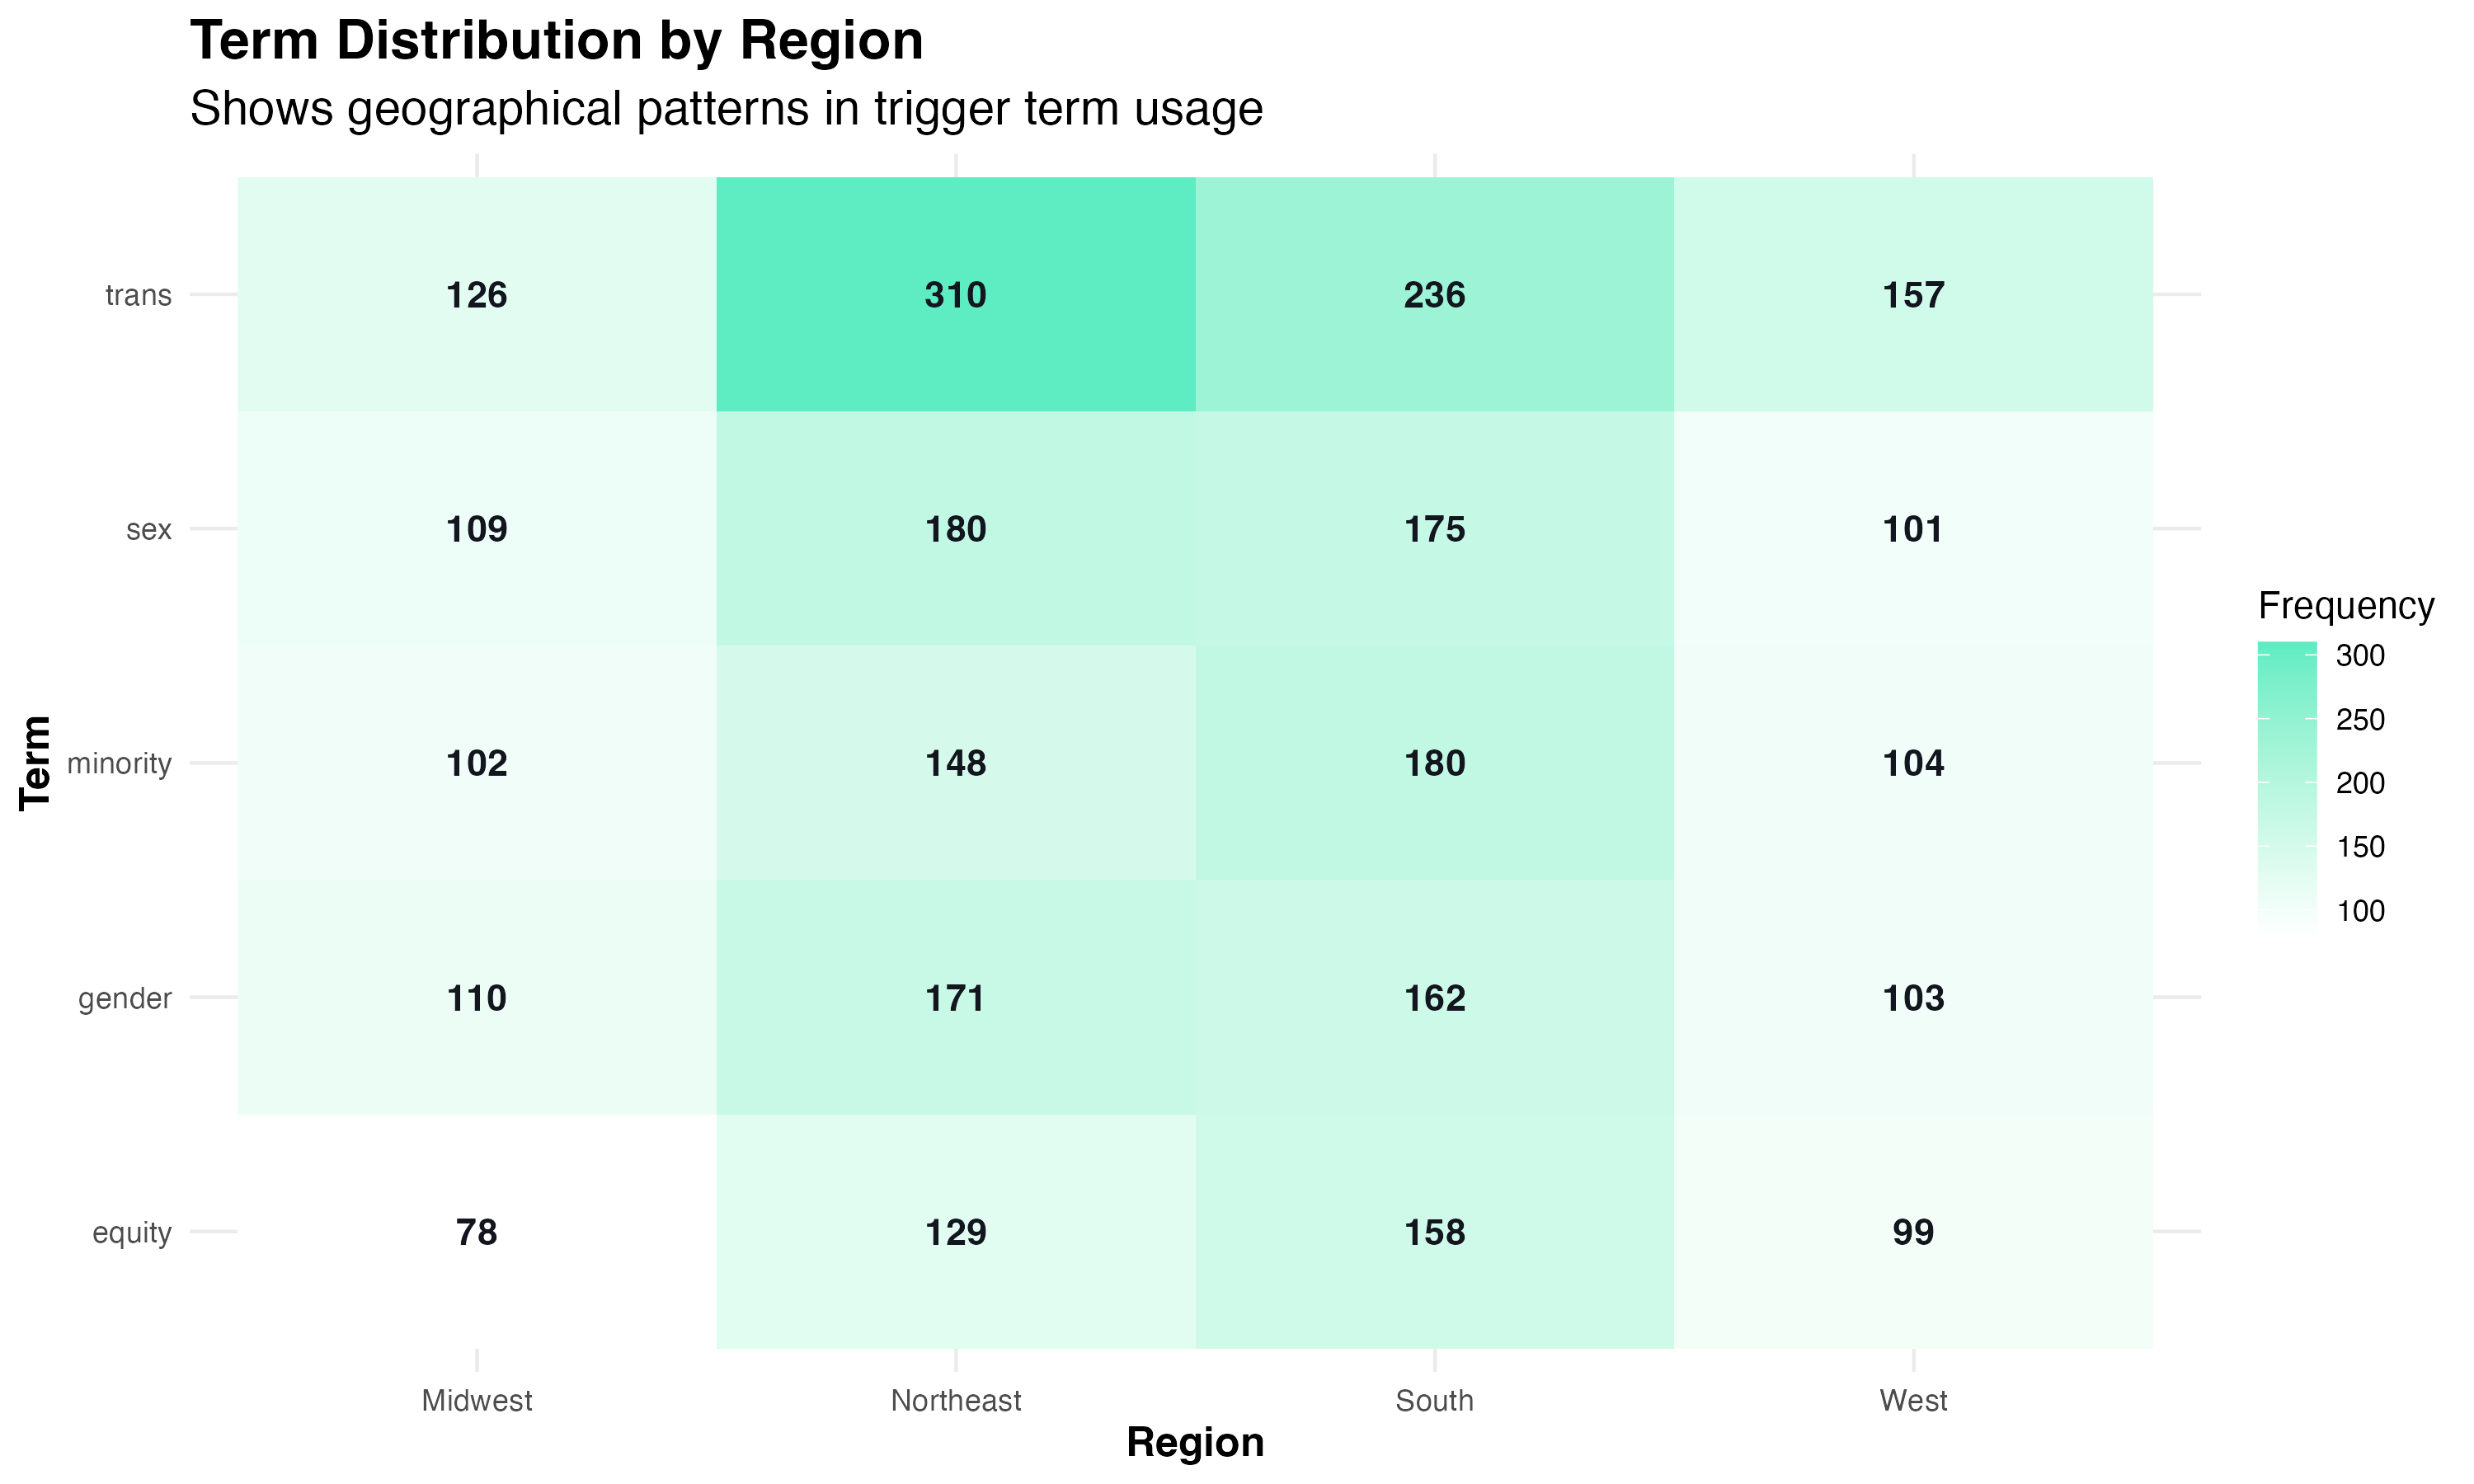 Term Distribution by Region
Shows geographical patterns in trigger term usage
trans 126 310 236 157
sex 109 180 175 101
minority 102 148 180 104
gender 110 171 162 103
equity 78 129 158 99
Midwest Northeast South West
Region
Term
Frequency
300
250
200
150
100